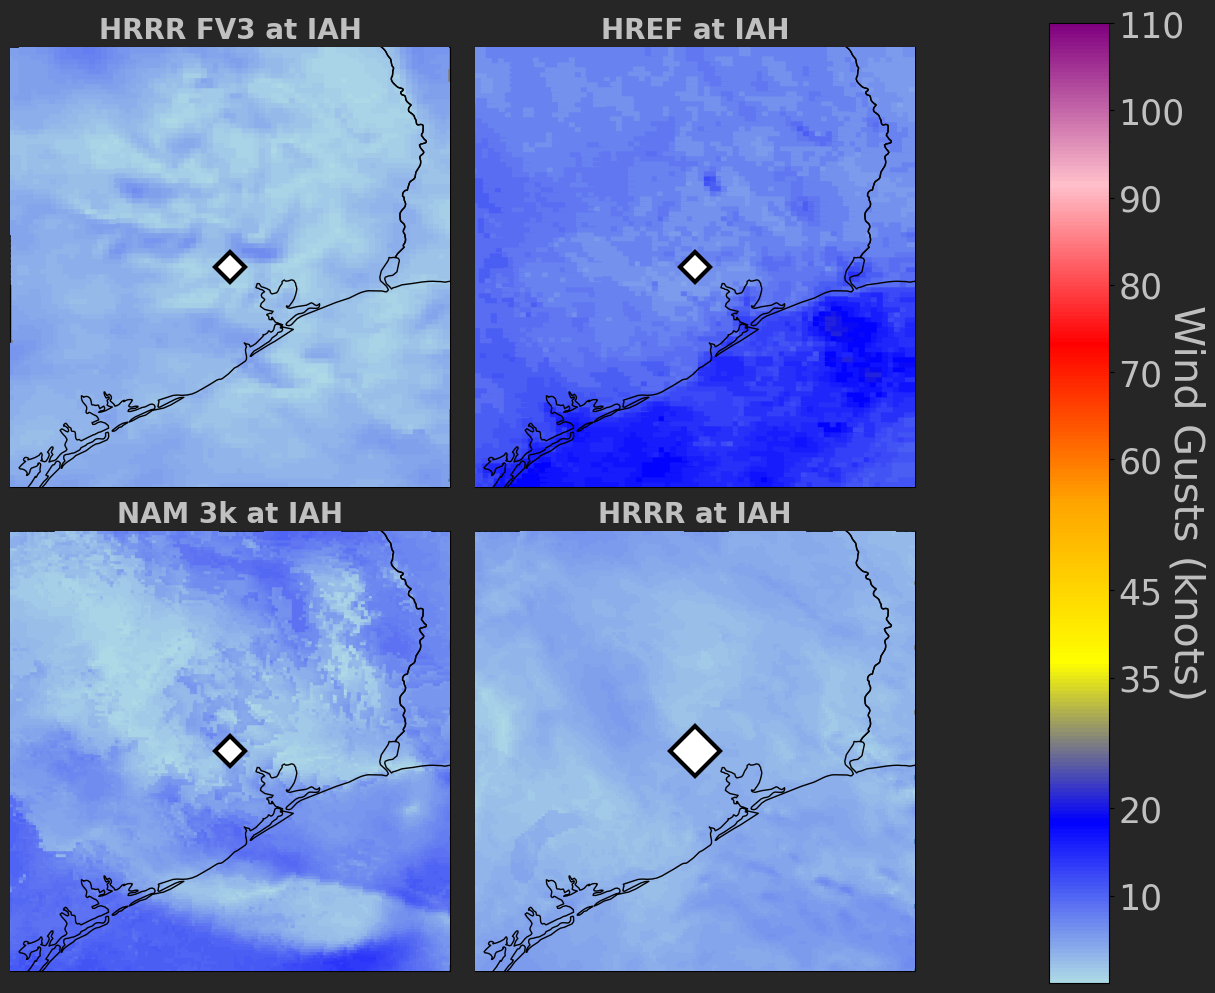 HRRR FV3 at IAH
HREF at IAH
NAM 3k at IAH
HRRR at IAH
110
100
90
80
70
60
45
35
20
10
Wind Gusts (knots)